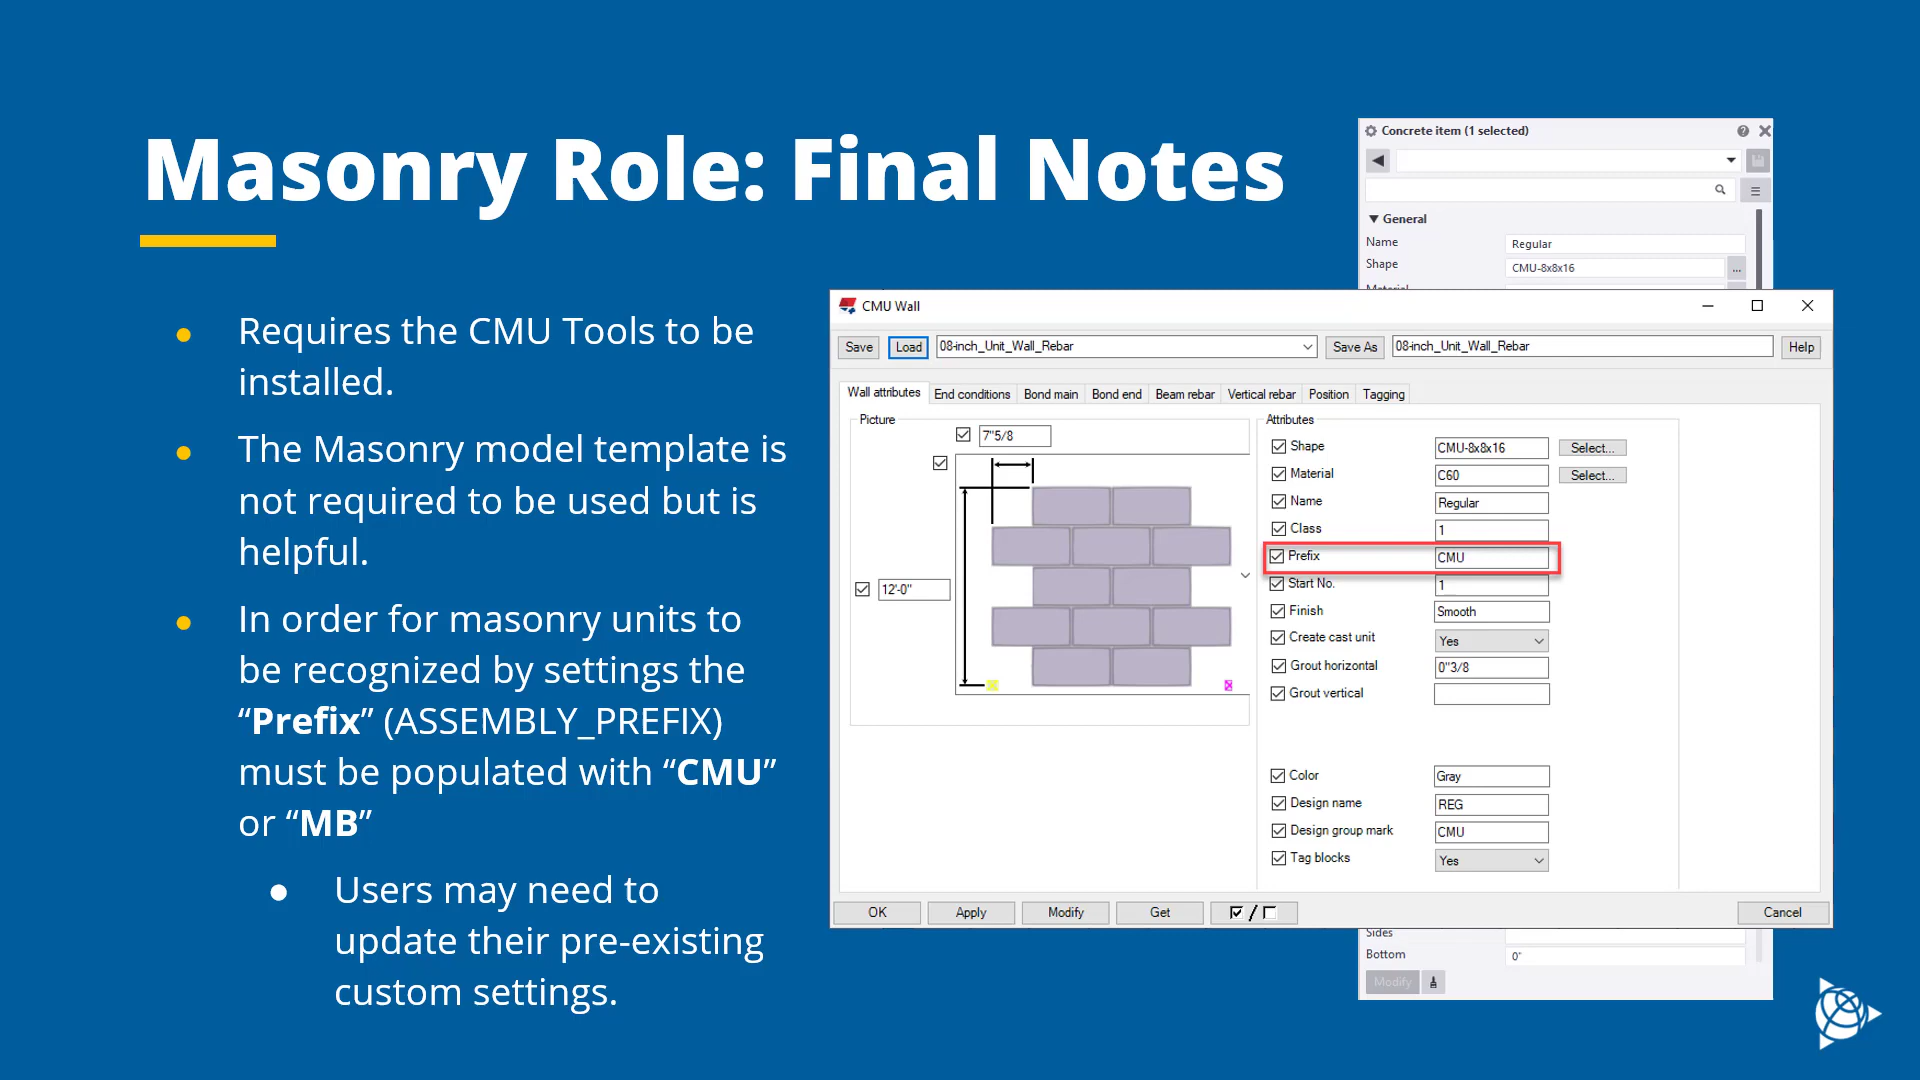 Masonry Role: Final Notes
Requires the CMU Tools to be
installed.
The Masonry model template is
not required to be used but is
helpful.
In order for masonry units to
be recognized by settings the
“Prefix” (ASSEMBLY_PREFIX)
must be populated with “CMU”
or “MB”
Users may need to
update their pre-existing
custom settings.
Concrete item (1 selected)
General
Name Regular
Shape CMU-8x8x16 ...
Material
CMU Wall
Save Load 08-inch_Unit_Wall_Rebar Save As 08-inch_Unit_Wall_Rebar Help
Wall attributes End conditions Bond main Bond end Beam rebar Vertical rebar Position Tagging
Picture
7"5/8
12'-0"
Attributes
Shape CMU-8x8x16 Select...
Material C60 Select...
Name Regular
Class 1
Prefix CMU
Start No. 1
Finish Smooth
Create cast unit Yes
Grout horizontal 0"3/8
Grout vertical
Color Gray
Design name REG
Design group mark CMU
Tag blocks Yes
OK Apply Modify Get / Cancel
Sides
Bottom 0"
Modify